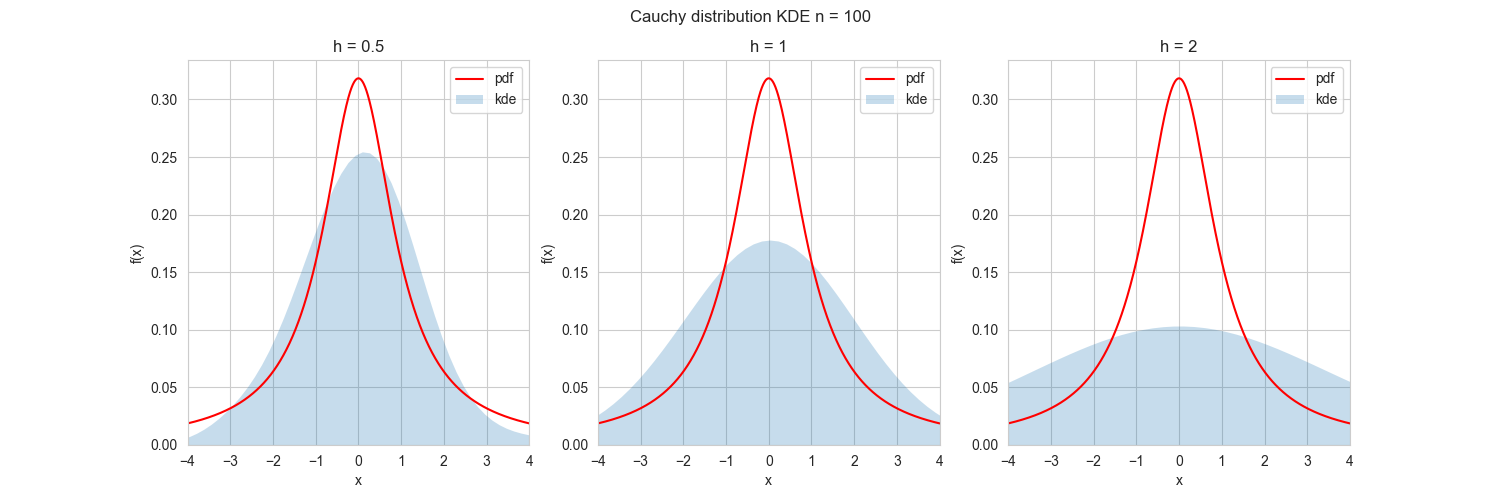 Cauchy distribution KDE n = 100
h = 0.5
pdf
kde
0.30
0.25
0.20
0.15
0.10
0.05
0.00
f(x)
−4 −3 −2 −1 0 1 2 3 4
x
h = 1
pdf
kde
0.30
0.25
0.20
0.15
0.10
0.05
0.00
f(x)
−4 −3 −2 −1 0 1 2 3 4
x
h = 2
pdf
kde
0.30
0.25
0.20
0.15
0.10
0.05
0.00
f(x)
−4 −3 −2 −1 0 1 2 3 4
x